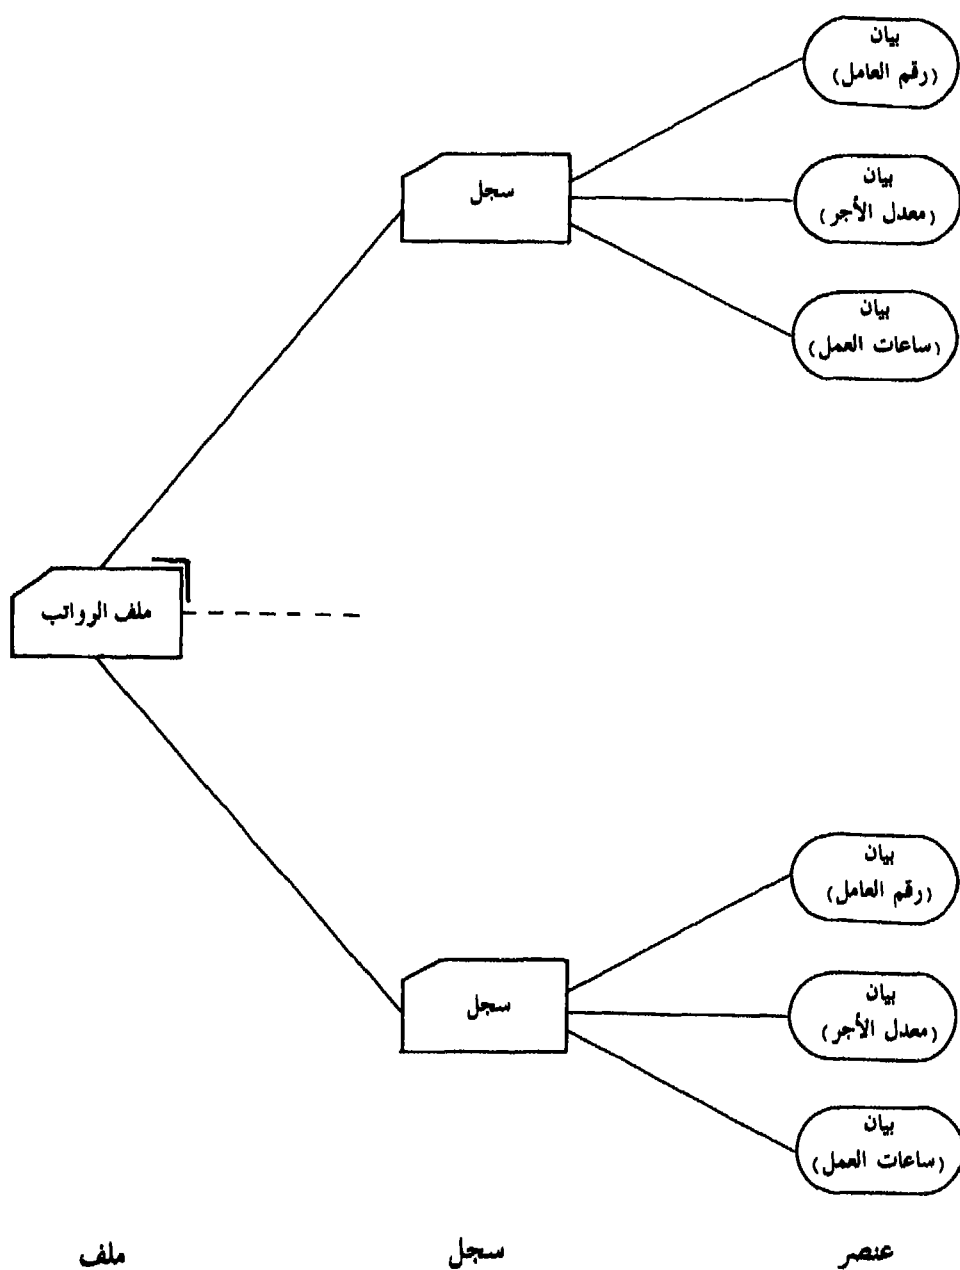 بيان
(رقم العامل)
سجل
بيان
(معدل الأجر)
بيان
(ساعات العمل)
ملف الرواتب
بيان
(رقم العامل)
سجل
بيان
(معدل الأجر)
بيان
(ساعات العمل)
عنصر
سجل
ملف